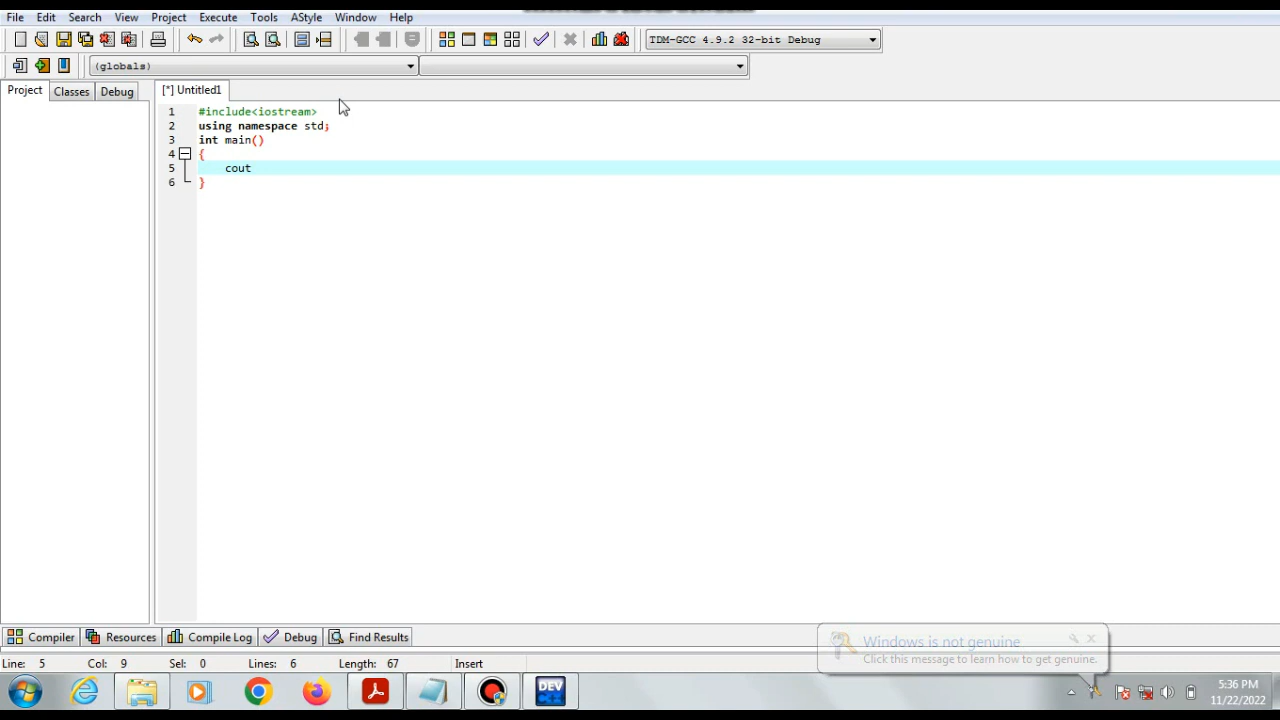 File Edit Search View Project Execute Tools AStyle Window Help
TDM-GCC 4.9.2 32-bit Debug
(globals)
Project Classes Debug [*] Untitled1
1 #include<iostream>
2 using namespace std;
3 int main()
4 {
5 cout
6 }
Compiler Resources Compile Log Debug Find Results
Windows is not genuine
Click this message to learn how to get genuine.
Line: 5 Col: 9 Sel: 0 Lines: 6 Length: 67 Insert
DEV
5:36 PM
11/22/2022